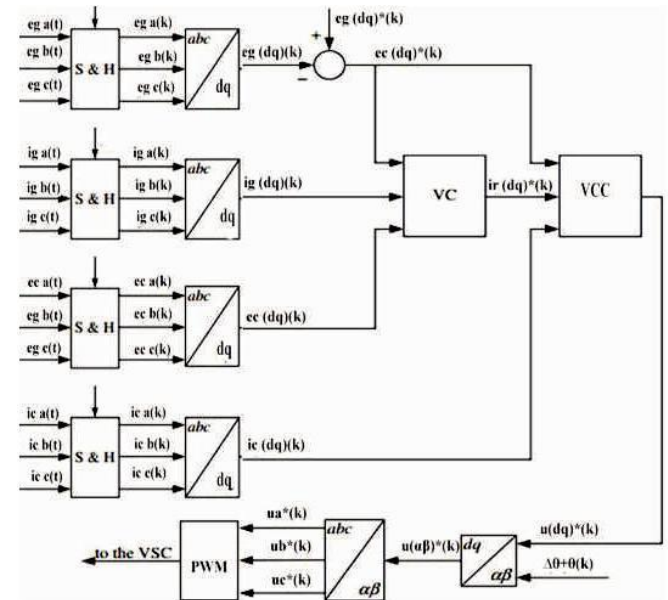 eg (dq)*(k)
eg a(t)
eg b(t)
eg c(t)
S & H
eg a(k)
eg b(k)
eg c(k)
abc
dq
eg (dq)(k)
+
−
ec (dq)*(k)
ig a(t)
ig b(t)
ig c(t)
S & H
ig a(k)
ig b(k)
ig c(k)
abc
dq
ig (dq)(k)
VC
ir (dq)*(k)
VCC
ec a(t)
eg b(t)
eg c(t)
S & H
ec a(k)
ec b(k)
ec c(k)
abc
dq
ec (dq)(k)
ic a(t)
ic b(t)
ic c(t)
S & H
ic a(k)
ic b(k)
ic c(k)
abc
dq
ic (dq)(k)
to the VSC
PWM
ua*(k)
ub*(k)
uc*(k)
abc
αβ
u(αβ)*(k)
dq
αβ
u(dq)*(k)
Δθ+θ(k)